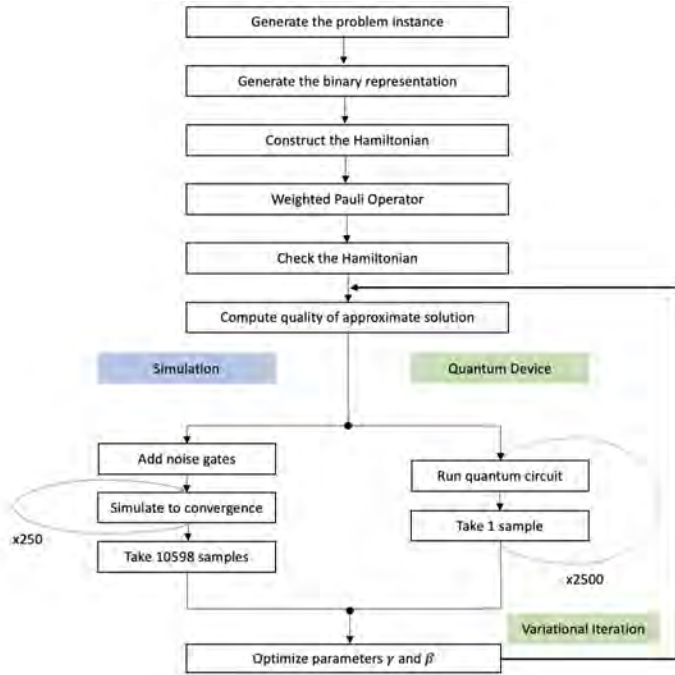 Generate the problem instance
Generate the binary representation
Construct the Hamiltonian
Weighted Pauli Operator
Check the Hamiltonian
Compute quality of approximate solution
Simulation
Quantum Device
Add noise gates
Simulate to convergence
x250
Take 10598 samples
Run quantum circuit
Take 1 sample
x2500
Variational Iteration
Optimize parameters γ and β